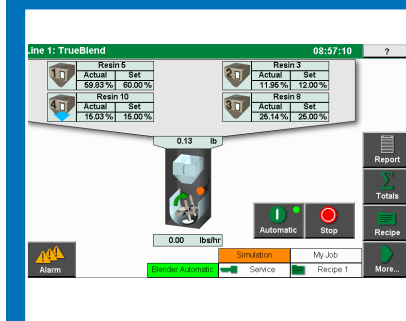 Line 1: TrueBlend 08:57:10 ?
Resin 5
Actual Set
59.83 % 60.00 %
Resin 3
Actual Set
11.95 % 12.00 %
Resin 10
Actual Set
15.03 % 15.00 %
Resin 8
Actual Set
25.14 % 25.00 %
1
2
4
3
0.13 lb
Report
Totals
Automatic Stop
Recipe
0.00 lbs/hr
Simulation My Job
Alarm Blender Automatic Service Recipe 1 More...